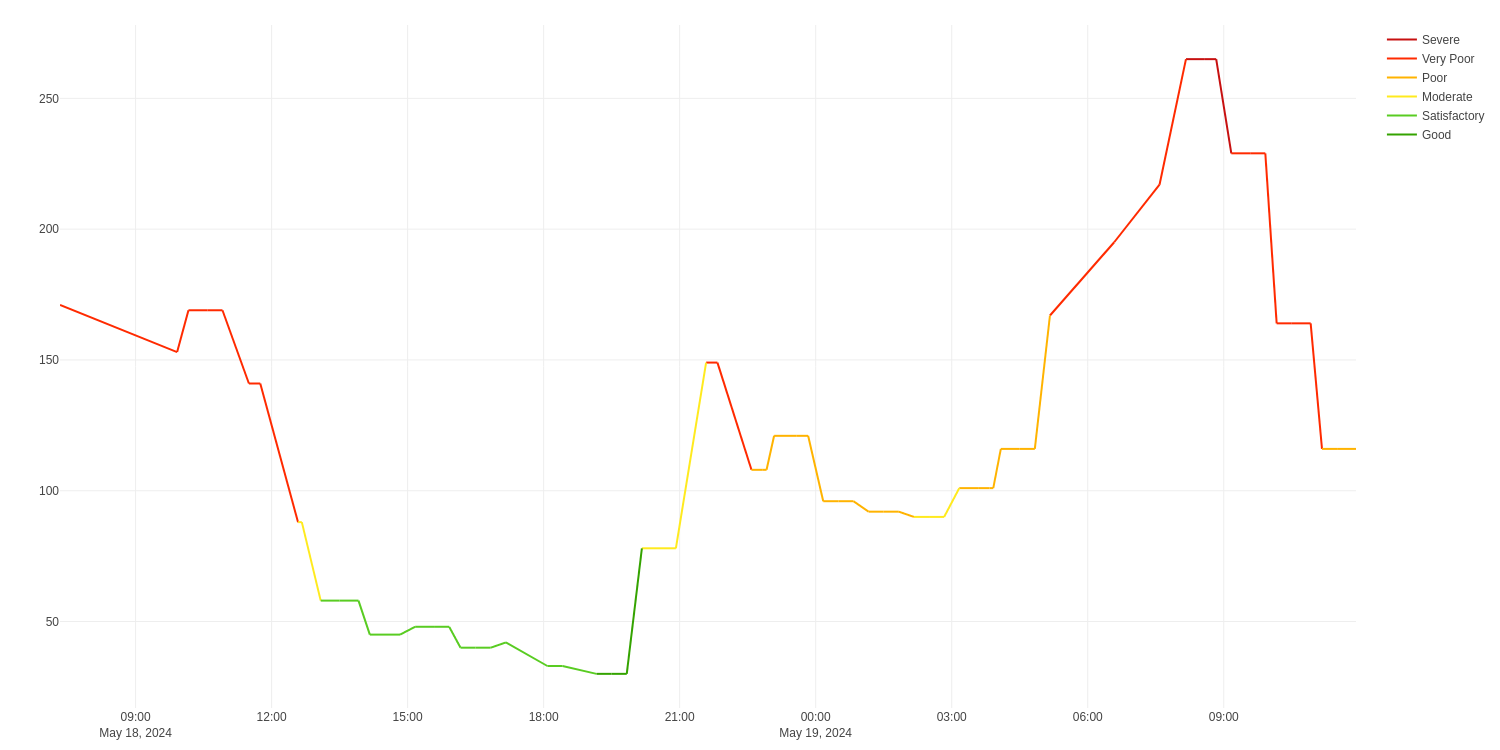 250
200
150
100
50
09:00
12:00
15:00
18:00
21:00
00:00
03:00
06:00
09:00
May 18, 2024
May 19, 2024
Severe
Very Poor
Poor
Moderate
Satisfactory
Good